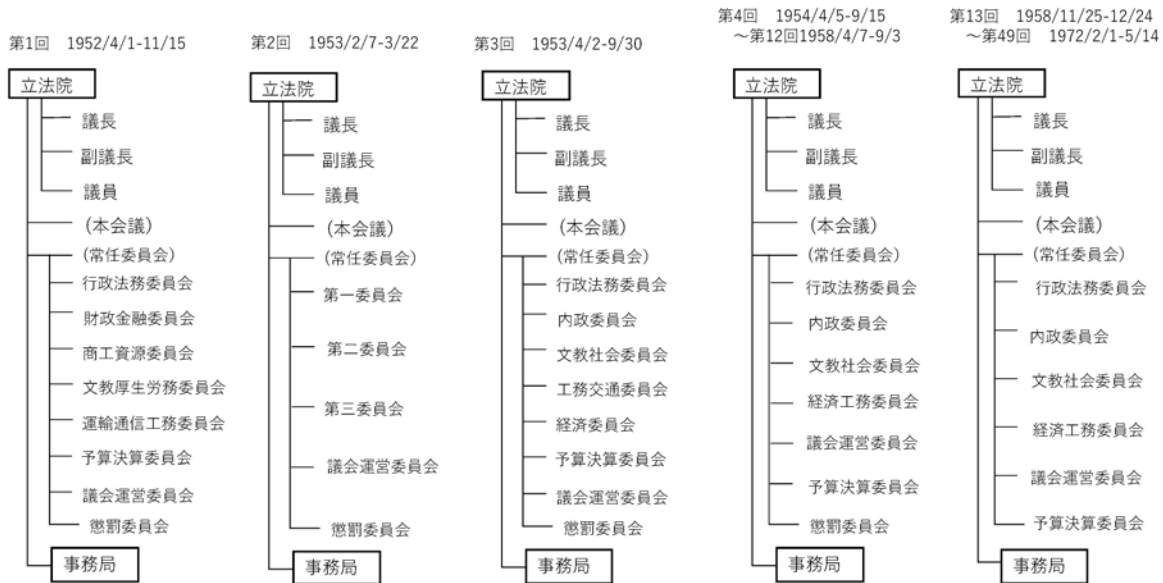 第1回 1952/4/1-11/15
立法院
議長
副議長
議員
(本会議)
(常任委員会)
行政法務委員会
財政金融委員会
商工資源委員会
文教厚生労務委員会
運輸通信工務委員会
予算決算委員会
議会運営委員会
懲罰委員会
事務局
第2回 1953/2/7-3/22
立法院
議長
副議長
議員
(本会議)
(常任委員会)
第一委員会
第二委員会
第三委員会
議会運営委員会
懲罰委員会
事務局
第3回 1953/4/2-9/30
立法院
議長
副議長
議員
(本会議)
(常任委員会)
行政法務委員会
内政委員会
文教社会委員会
工務交通委員会
経済委員会
予算決算委員会
議会運営委員会
懲罰委員会
事務局
第4回 1954/4/5-9/15
～第12回1958/4/7-9/3
立法院
議長
副議長
議員
(本会議)
(常任委員会)
行政法務委員会
内政委員会
文教社会委員会
経済工務委員会
議会運営委員会
予算決算委員会
懲罰委員会
事務局
第13回 1958/11/25-12/24
～第49回 1972/2/1-5/14
立法院
議長
副議長
議員
(本会議)
(常任委員会)
行政法務委員会
内政委員会
文教社会委員会
経済工務委員会
議会運営委員会
予算決算委員会
事務局